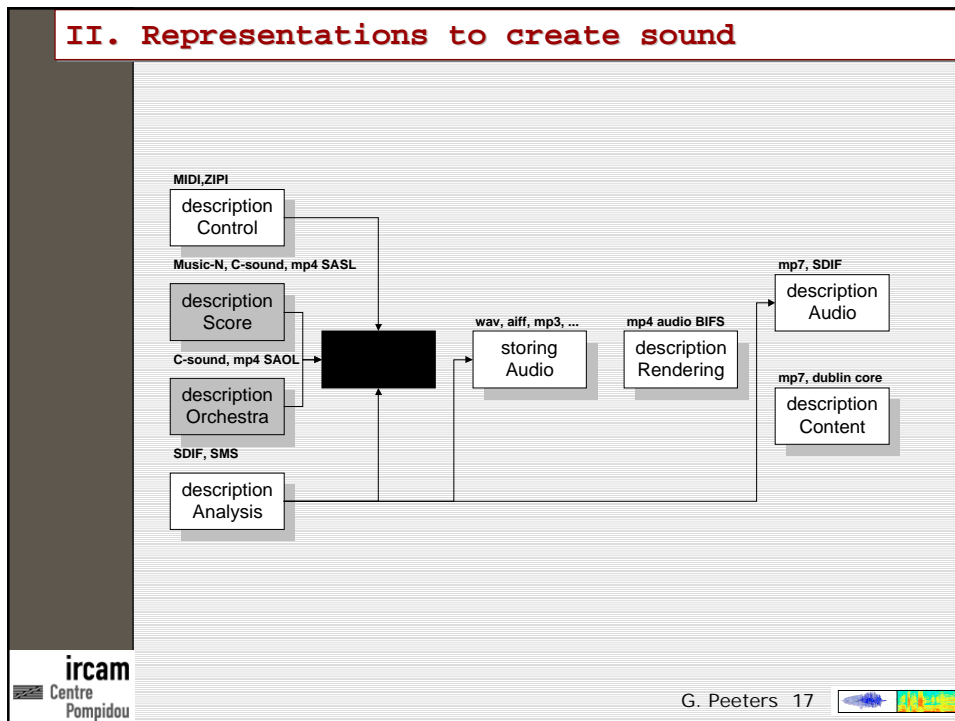 II. Representations to create sound
MIDI,ZIPI
description
Control
Music-N, C-sound, mp4 SASL
description
Score
C-sound, mp4 SAOL
description
Orchestra
SDIF, SMS
description
Analysis
wav, aiff, mp3, ...
storing
Audio
mp4 audio BIFS
description
Rendering
mp7, SDIF
description
Audio
mp7, dublin core
description
Content
ircam
Centre
Pompidou
G. Peeters 17